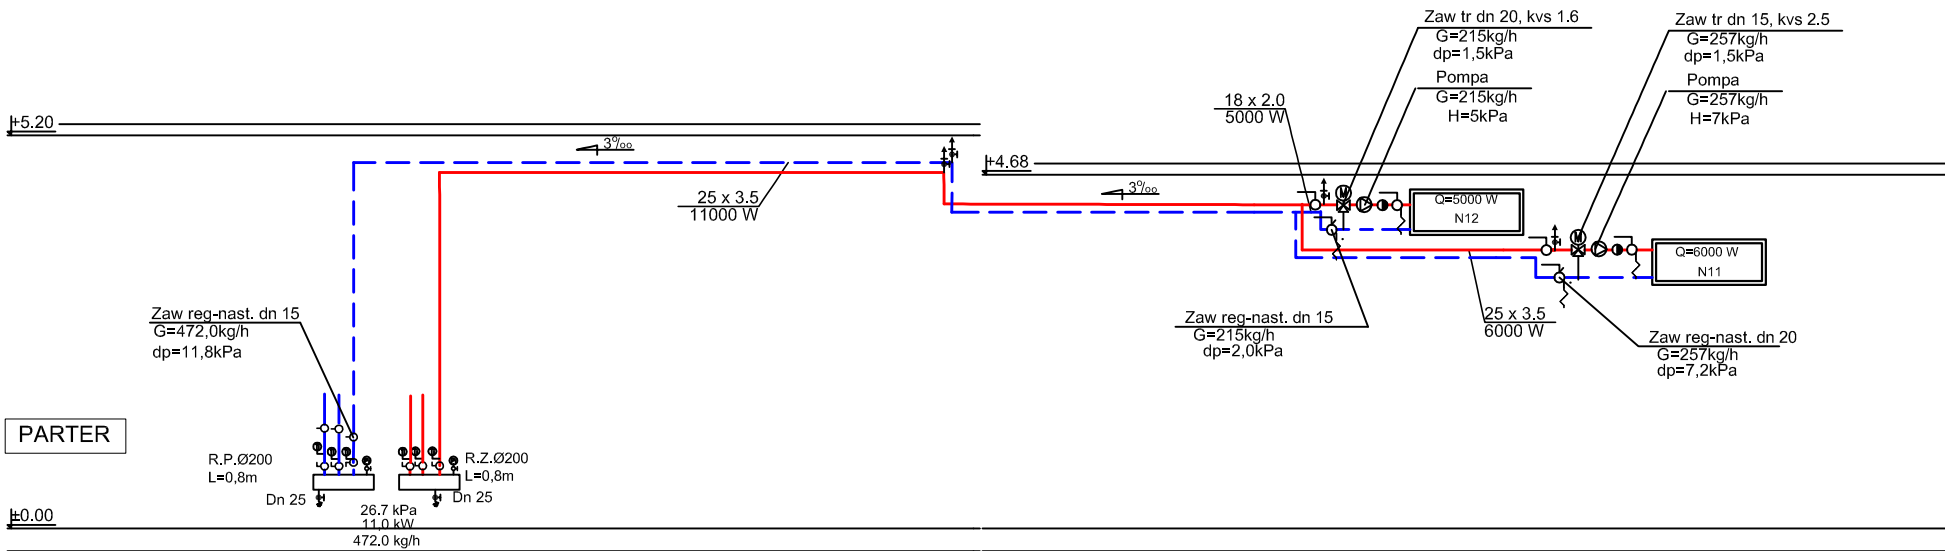 Zaw tr dn 20, kvs 1.6
G=215kg/h
dp=1,5kPa
Pompa
G=215kg/h
H=5kPa
Zaw tr dn 15, kvs 2.5
G=257kg/h
dp=1,5kPa
Pompa
G=257kg/h
H=7kPa
18 x 2.0
5000 W
+5.20
3⁰/₀₀
+4.68
25 x 3.5
11000 W
3⁰/₀₀
M
Q=5000 W
N12
M
Q=6000 W
N11
Zaw reg-nast. dn 15
G=472,0kg/h
dp=11,8kPa
Zaw reg-nast. dn 15
G=215kg/h
dp=2,0kPa
25 x 3.5
6000 W
Zaw reg-nast. dn 20
G=257kg/h
dp=7,2kPa
PARTER
R.P.Ø200
L=0,8m
Dn 25
R.Z.Ø200
L=0,8m
Dn 25
26.7 kPa
11,0 kW
472.0 kg/h
±0.00